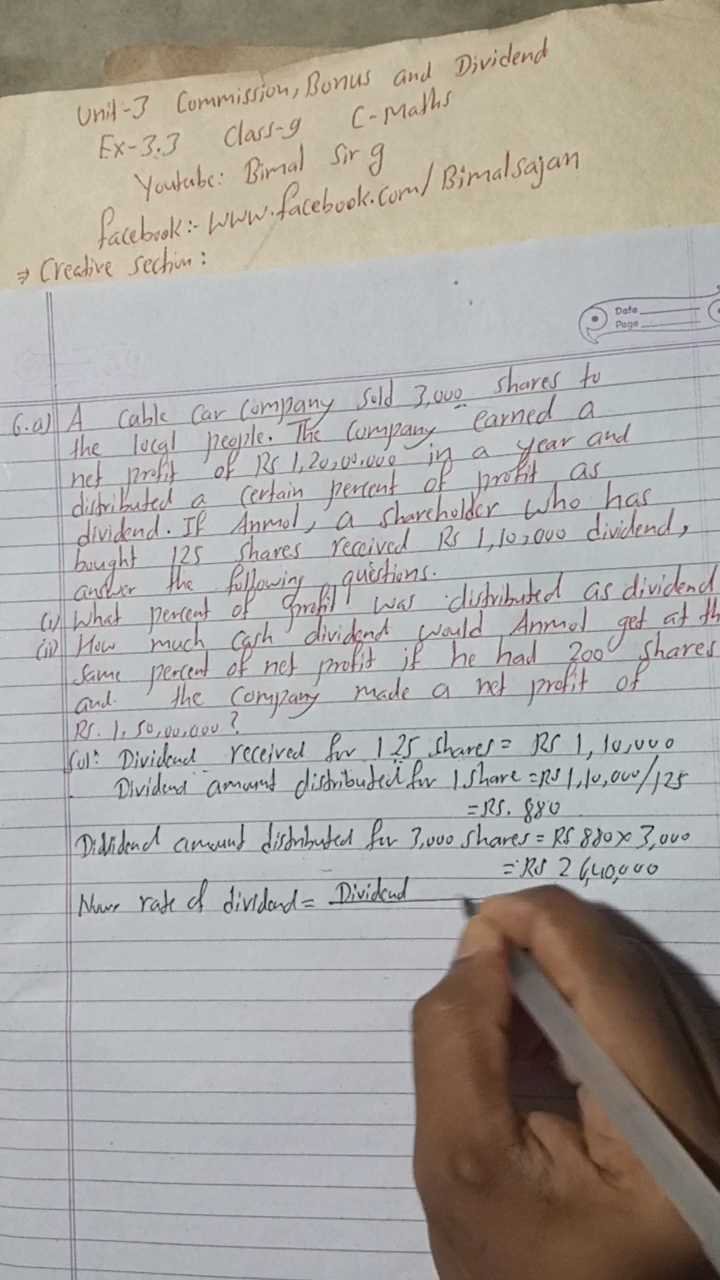 Unit-3 Commission, Bonus and Dividend
Ex-3.3 Class-9 C-Maths
Youtube: Bimal Sir g
facebook:- www.facebook.com/Bimalsajan
⇒ Creative section:
Date
Page
6.a) A cable car company sold 3,000 shares to
the local people. The company earned a
net profit of Rs 1,20,00,000 in a year and
distributed a certain percent of profit as
dividend. If Anmol, a shareholder who has
bought 125 shares received Rs 1,10,000 dividend,
answer the following questions.
(i) What percent of profit was distributed as dividend
(ii) How much cash dividend would Anmol get at th
same percent of net profit if he had 200 shares
and the company made a net profit of
Rs. 1,50,00,000?
Sol: Dividend received for 125 shares = Rs 1,10,000
Dividend amount distributed for 1 share = Rs 1,10,000/125
= Rs. 880
Dividend amount distributed for 3,000 shares = Rs 880 × 3,000
= Rs 26,40,000
Now rate of dividend = Dividend